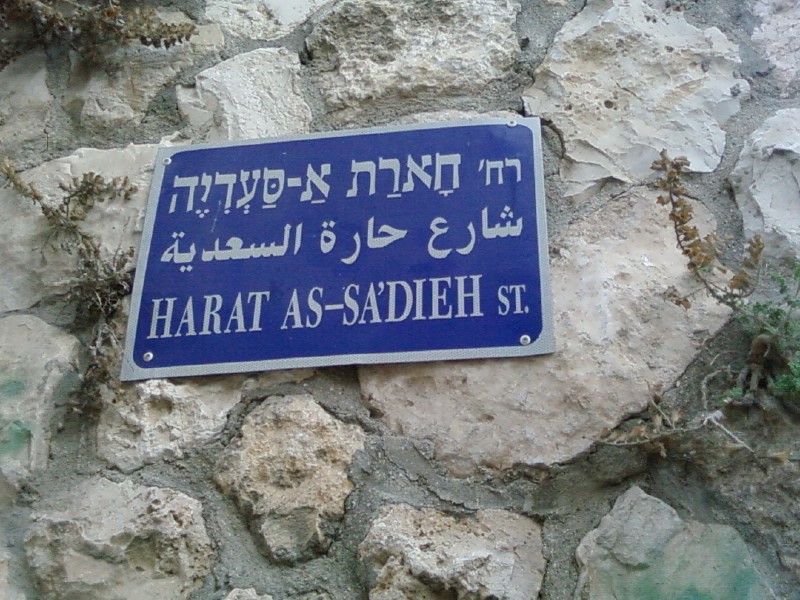 רח' חָארַת אַ-סַּעְדִיֶה
شارع حارة السعدية
HARAT AS-SA'DIEH ST.